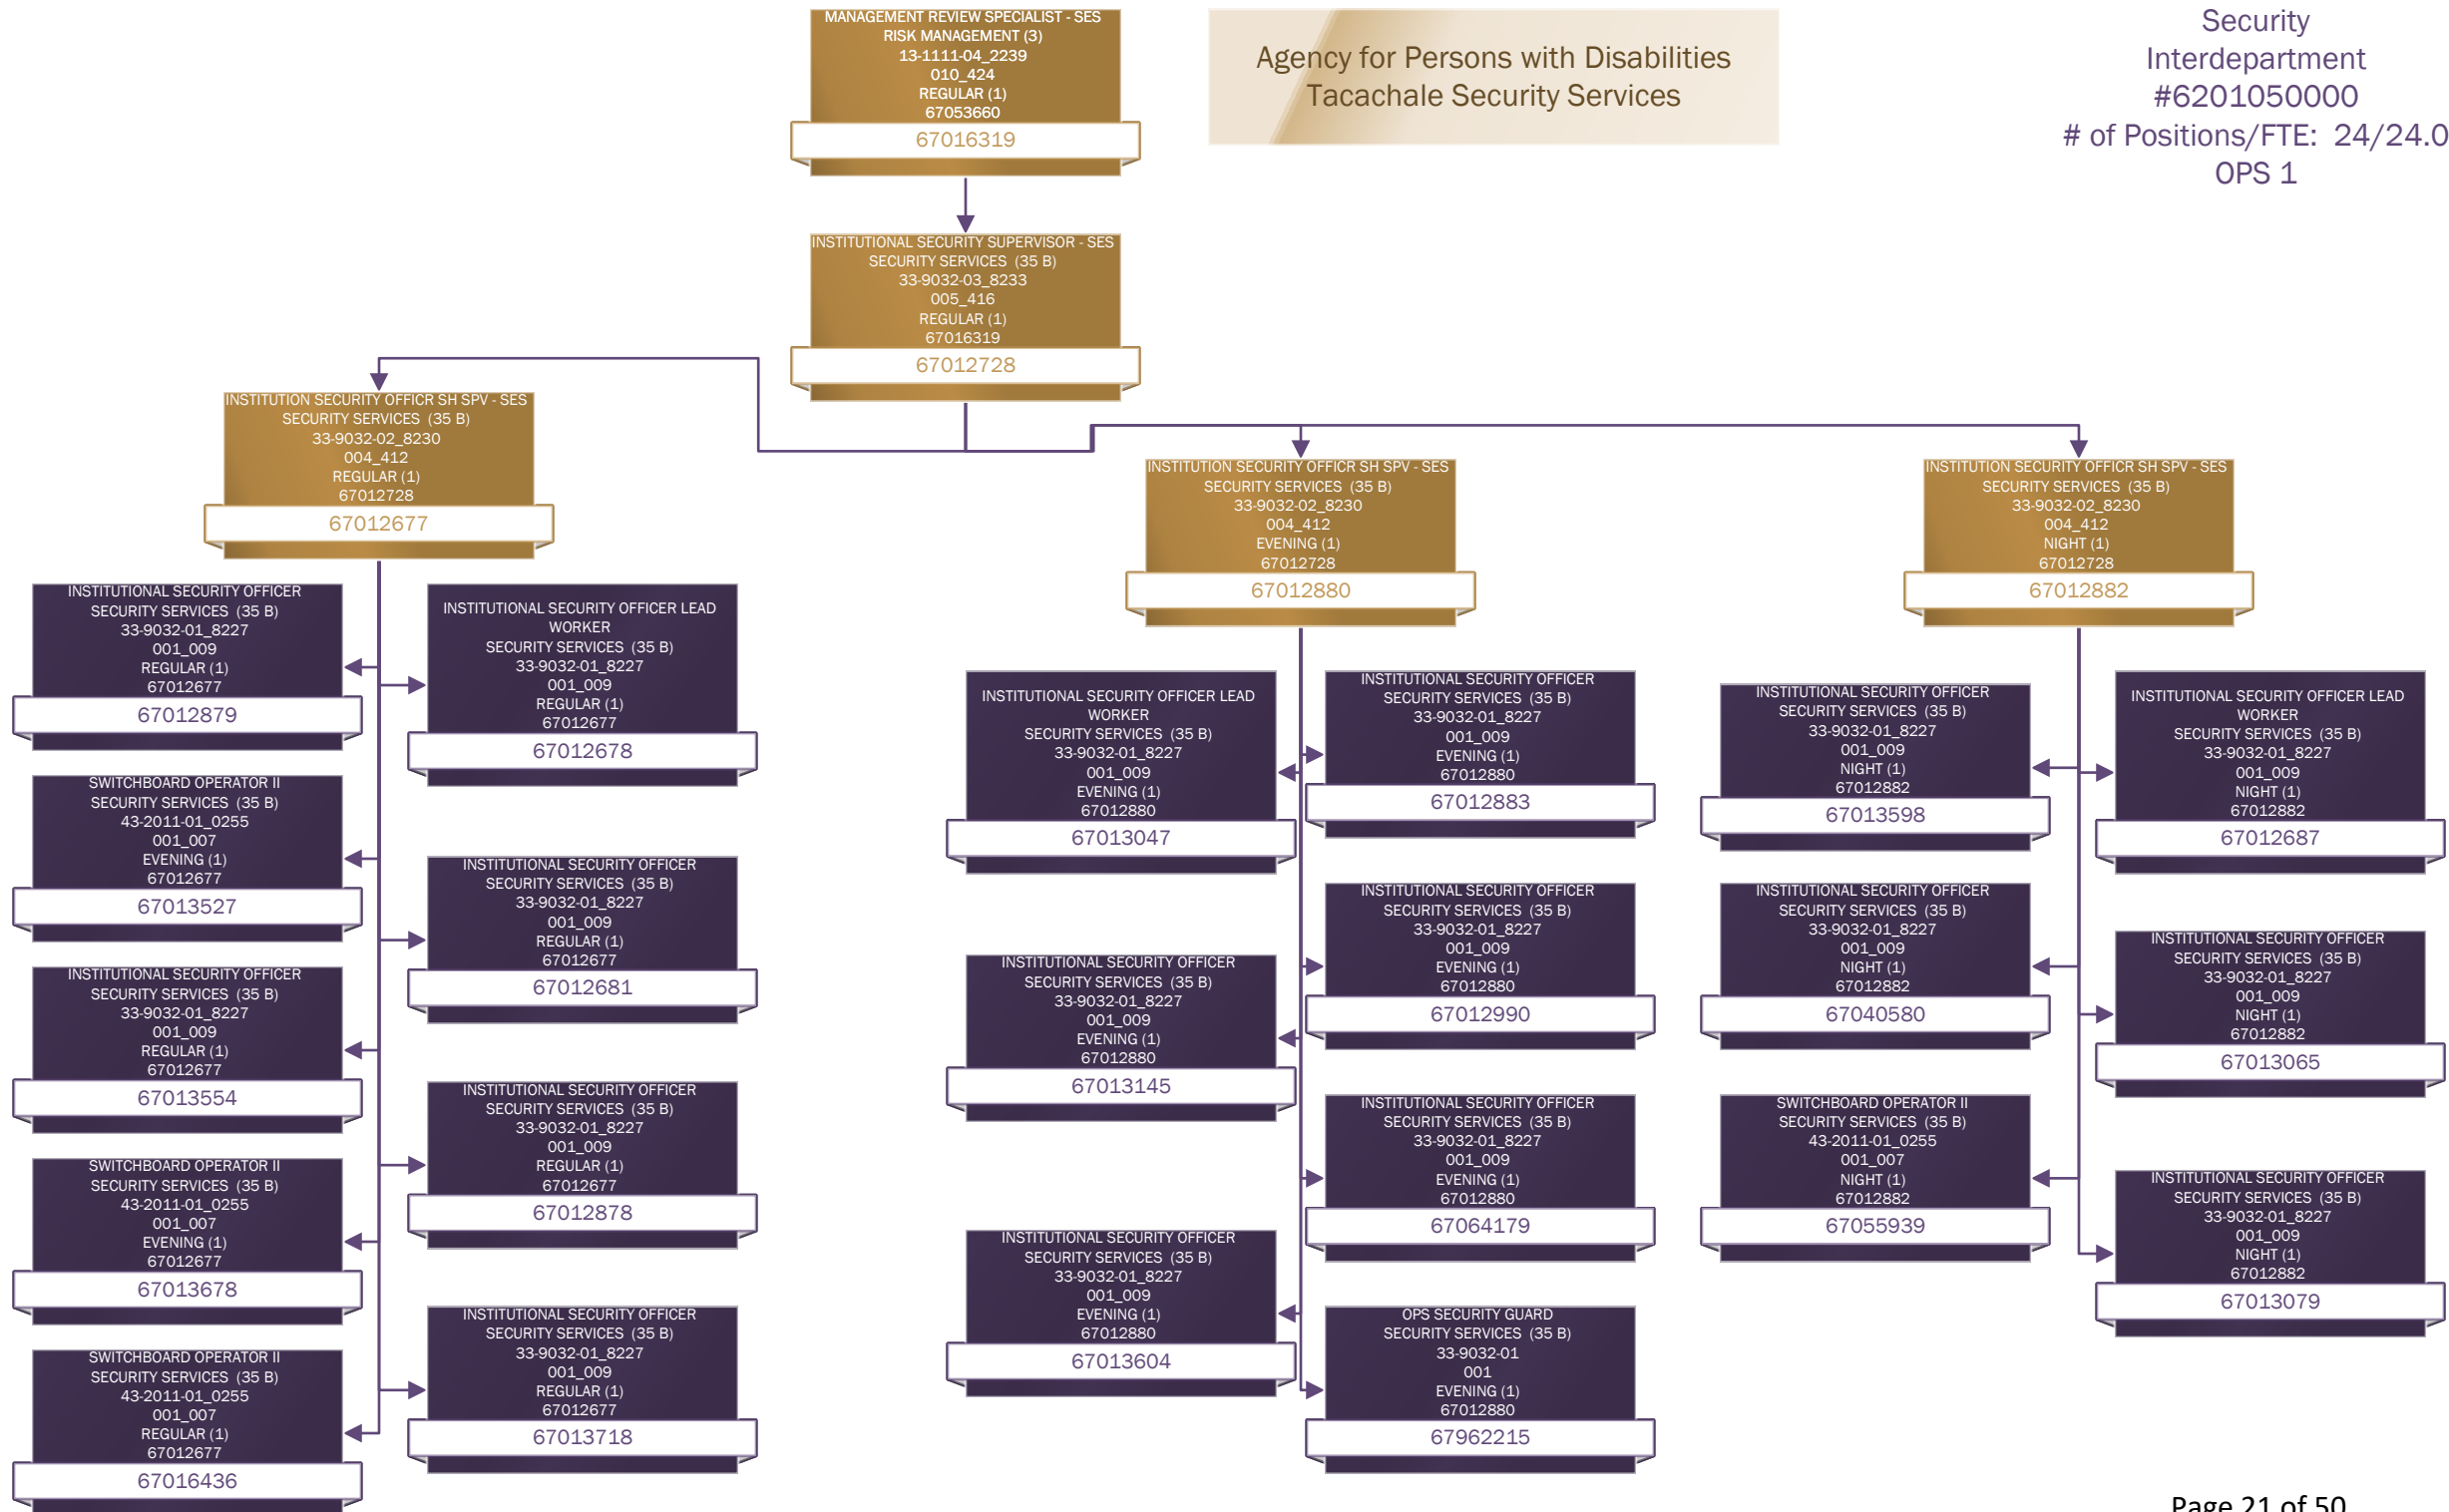 MANAGEMENT REVIEW SPECIALIST - SES
RISK MANAGEMENT (3)
13-1111-04_2239
010_424
REGULAR (1)
67053660
67016319
Agency for Persons with Disabilities
Tacachale Security Services
Security
Interdepartment
#6201050000
# of Positions/FTE: 24/24.0
OPS 1
INSTITUTIONAL SECURITY SUPERVISOR - SES
SECURITY SERVICES (35 B)
33-9032-03_8233
005_416
REGULAR (1)
67016319
67012728
INSTITUTION SECURITY OFFICR SH SPV - SES
SECURITY SERVICES (35 B)
33-9032-02_8230
004_412
REGULAR (1)
67012728
67012677
INSTITUTIONAL SECURITY OFFICER
SECURITY SERVICES (35 B)
33-9032-01_8227
001_009
REGULAR (1)
67012677
67012879
SWITCHBOARD OPERATOR II
SECURITY SERVICES (35 B)
43-2011-01_0255
001_007
EVENING (1)
67012677
67013527
INSTITUTIONAL SECURITY OFFICER
SECURITY SERVICES (35 B)
33-9032-01_8227
001_009
REGULAR (1)
67012677
67013554
SWITCHBOARD OPERATOR II
SECURITY SERVICES (35 B)
43-2011-01_0255
001_007
EVENING (1)
67012677
67013678
SWITCHBOARD OPERATOR II
SECURITY SERVICES (35 B)
43-2011-01_0255
001_007
REGULAR (1)
67012677
67016436
INSTITUTIONAL SECURITY OFFICER LEAD
WORKER
SECURITY SERVICES (35 B)
33-9032-01_8227
001_009
REGULAR (1)
67012677
67012678
INSTITUTIONAL SECURITY OFFICER
SECURITY SERVICES (35 B)
33-9032-01_8227
001_009
REGULAR (1)
67012677
67012681
INSTITUTIONAL SECURITY OFFICER
SECURITY SERVICES (35 B)
33-9032-01_8227
001_009
REGULAR (1)
67012677
67012878
INSTITUTIONAL SECURITY OFFICER
SECURITY SERVICES (35 B)
33-9032-01_8227
001_009
REGULAR (1)
67012677
67013718
INSTITUTION SECURITY OFFICR SH SPV - SES
SECURITY SERVICES (35 B)
33-9032-02_8230
004_412
EVENING (1)
67012728
67012880
INSTITUTIONAL SECURITY OFFICER LEAD
WORKER
SECURITY SERVICES (35 B)
33-9032-01_8227
001_009
EVENING (1)
67012880
67013047
INSTITUTIONAL SECURITY OFFICER
SECURITY SERVICES (35 B)
33-9032-01_8227
001_009
EVENING (1)
67012880
67013145
INSTITUTIONAL SECURITY OFFICER
SECURITY SERVICES (35 B)
33-9032-01_8227
001_009
EVENING (1)
67012880
67013604
INSTITUTIONAL SECURITY OFFICER
SECURITY SERVICES (35 B)
33-9032-01_8227
001_009
EVENING (1)
67012880
67012883
INSTITUTIONAL SECURITY OFFICER
SECURITY SERVICES (35 B)
33-9032-01_8227
001_009
EVENING (1)
67012880
67012990
INSTITUTIONAL SECURITY OFFICER
SECURITY SERVICES (35 B)
33-9032-01_8227
001_009
EVENING (1)
67012880
67064179
OPS SECURITY GUARD
SECURITY SERVICES (35 B)
33-9032-01
001
EVENING (1)
67012880
67962215
INSTITUTION SECURITY OFFICR SH SPV - SES
SECURITY SERVICES (35 B)
33-9032-02_8230
004_412
NIGHT (1)
67012728
67012882
INSTITUTIONAL SECURITY OFFICER
SECURITY SERVICES (35 B)
33-9032-01_8227
001_009
NIGHT (1)
67012882
67013598
INSTITUTIONAL SECURITY OFFICER
SECURITY SERVICES (35 B)
33-9032-01_8227
001_009
NIGHT (1)
67012882
67040580
SWITCHBOARD OPERATOR II
SECURITY SERVICES (35 B)
43-2011-01_0255
001_007
NIGHT (1)
67012882
67055939
INSTITUTIONAL SECURITY OFFICER LEAD
WORKER
SECURITY SERVICES (35 B)
33-9032-01_8227
001_009
NIGHT (1)
67012882
67012687
INSTITUTIONAL SECURITY OFFICER
SECURITY SERVICES (35 B)
33-9032-01_8227
001_009
NIGHT (1)
67012882
67013065
INSTITUTIONAL SECURITY OFFICER
SECURITY SERVICES (35 B)
33-9032-01_8227
001_009
NIGHT (1)
67012882
67013079
Page 21 of 50